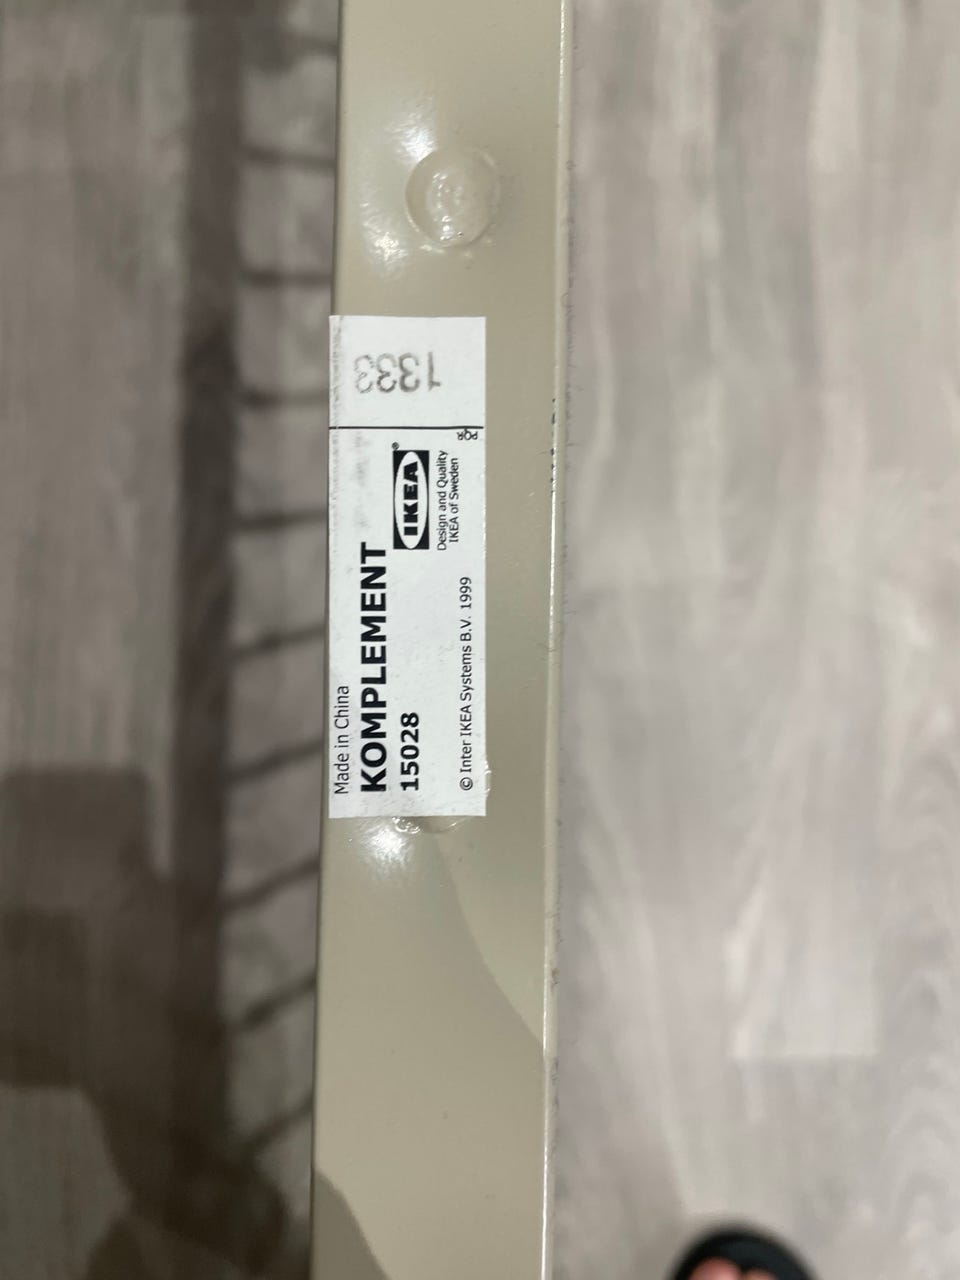 1333
Made in China
KOMPLEMENT
15028
IKEA®
Design and Quality
IKEA of Sweden
© Inter IKEA Systems B.V. 1999